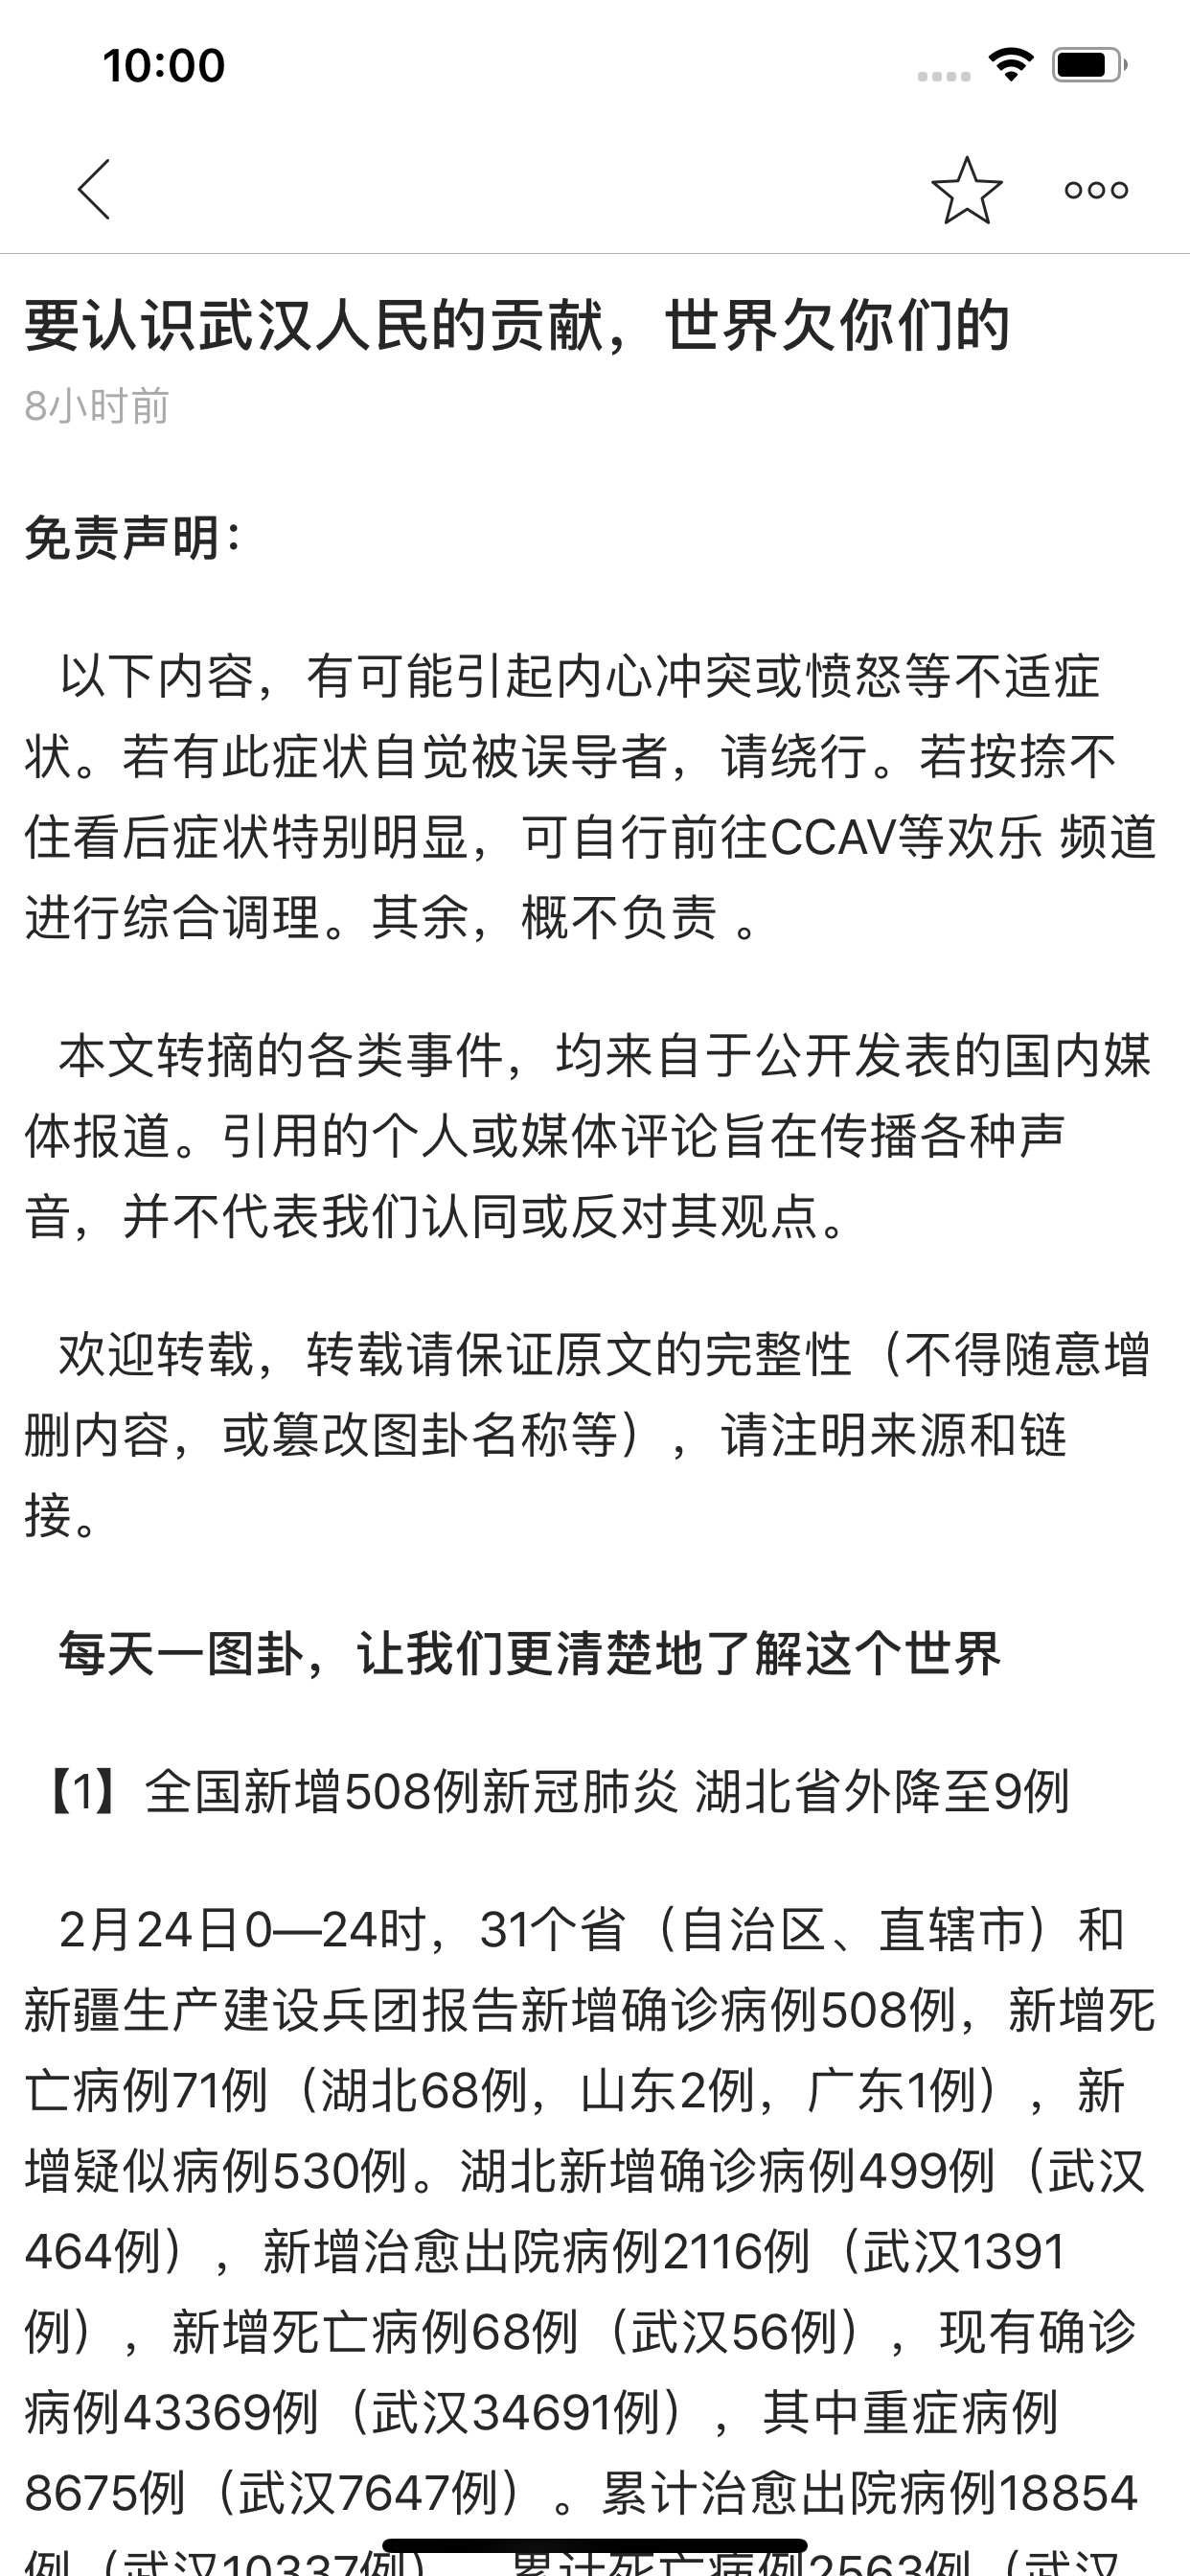 10:00
要认识武汉人民的贡献，世界欠你们的
8小时前
免责声明：
以下内容，有可能引起内心冲突或愤怒等不适症
状。若有此症状自觉被误导者，请绕行。若按捺不
住看后症状特别明显，可自行前往CCAV等欢乐 频道
进行综合调理。其余，概不负责 。
本文转摘的各类事件，均来自于公开发表的国内媒
体报道。引用的个人或媒体评论旨在传播各种声
音，并不代表我们认同或反对其观点。
欢迎转载，转载请保证原文的完整性（不得随意增
删内容，或篡改图卦名称等），请注明来源和链
接。
每天一图卦，让我们更清楚地了解这个世界
【1】全国新增508例新冠肺炎 湖北省外降至9例
2月24日0—24时，31个省（自治区、直辖市）和
新疆生产建设兵团报告新增确诊病例508例，新增死
亡病例71例（湖北68例，山东2例，广东1例），新
增疑似病例530例。湖北新增确诊病例499例（武汉
464例），新增治愈出院病例2116例（武汉1391
例），新增死亡病例68例（武汉56例），现有确诊
病例43369例（武汉34691例），其中重症病例
8675例（武汉7647例）。累计治愈出院病例18854
例（武汉10337例），累计死亡病例2563例（武汉